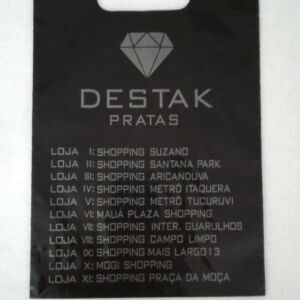 DESTAK
PRATAS
LOJA I: SHOPPING SUZANO
LOJA II: SHOPPING SANTANA PARK
LOJA III: SHOPPING ARICANDUVA
LOJA IV: SHOPPING METRÔ ITAQUERA
LOJA V: SHOPPING METRÔ TUCURUVI
LOJA VI: MAUÁ PLAZA SHOPPING
LOJA VII: SHOPPING INTER. GUARULHOS
LOJA VIII: SHOPPING CAMPO LIMPO
LOJA IX: SHOPPING MAIS LARGO13
LOJA X: MOGI SHOPPING
LOJA XI: SHOPPING PRAÇA DA MOÇA